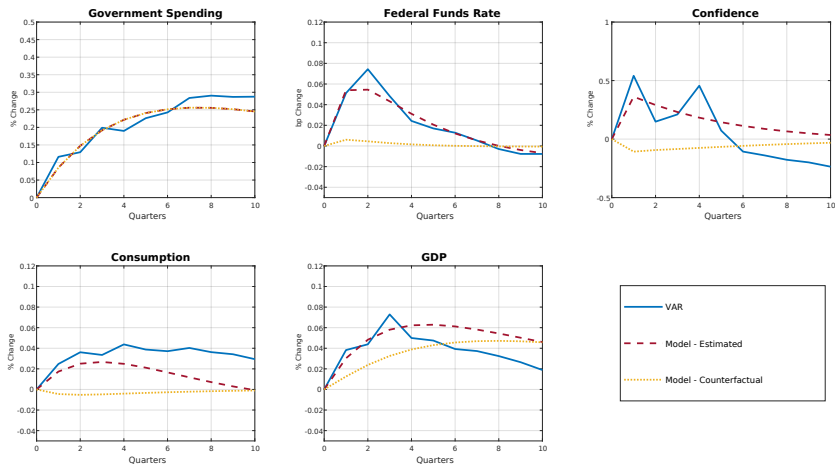 Government Spending
0.5
0.45
0.4
0.35
0.3
0.25
0.2
0.15
0.1
0.05
0
% Change
0 2 4 6 8 10
Quarters
Federal Funds Rate
0.12
0.1
0.08
0.06
0.04
0.02
0
-0.02
-0.04
bp Change
0 2 4 6 8 10
Quarters
Confidence
1
0.5
0
-0.5
% Change
0 2 4 6 8 10
Quarters
Consumption
0.12
0.1
0.08
0.06
0.04
0.02
0
-0.02
-0.04
% Change
0 2 4 6 8 10
Quarters
GDP
0.12
0.1
0.08
0.06
0.04
0.02
0
-0.02
-0.04
% Change
0 2 4 6 8 10
Quarters
VAR
Model - Estimated
Model - Counterfactual